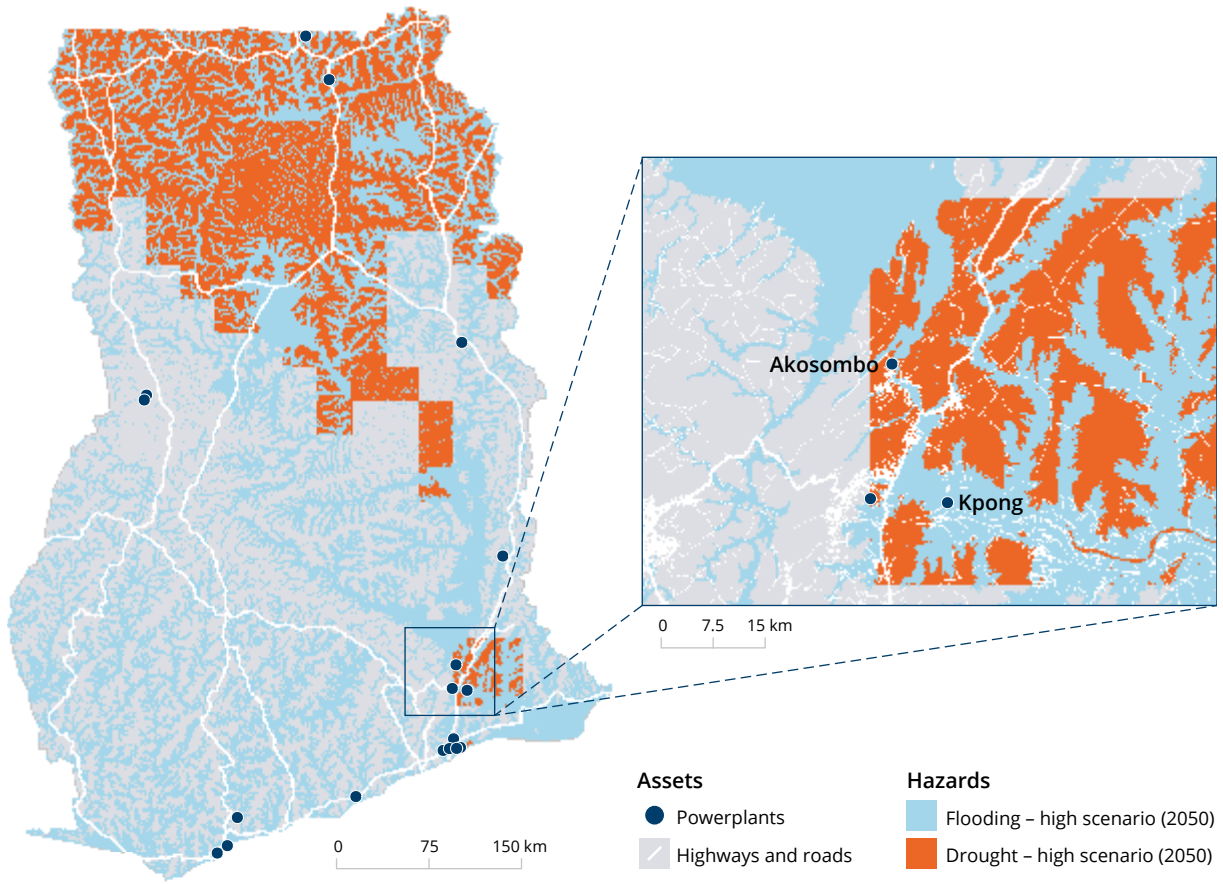 Akosombo
Kpong
0 7.5 15 km
0 75 150 km
Assets
Powerplants
Highways and roads
Hazards
Flooding – high scenario (2050)
Drought – high scenario (2050)